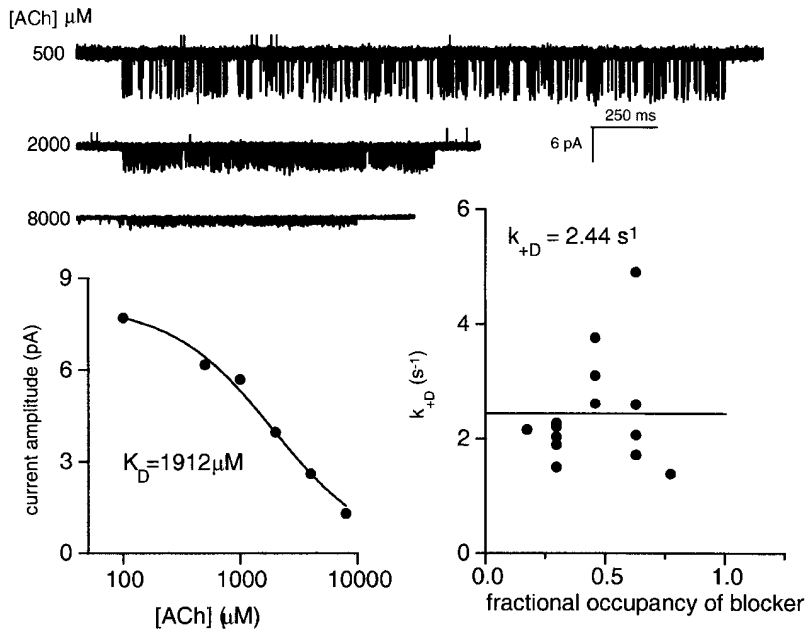 [ACh] μM
500
250 ms
6 pA
2000
8000
9
6
3
0
current amplitude (pA)
K_D=1912μM
100 1000 10000
[ACh] (μM)
6
4
2
0
k_{+D} (s⁻¹)
k_{+D} = 2.44 s¹
0.0 0.5 1.0
fractional occupancy of blocker